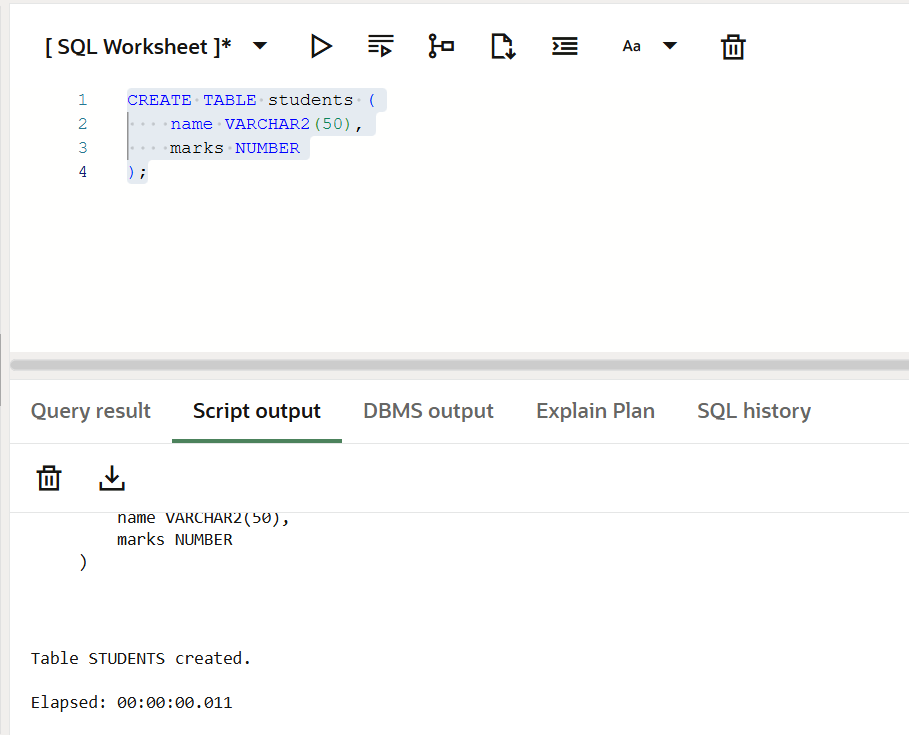 [ SQL Worksheet ]* Aa
1 CREATE TABLE students (
2     name VARCHAR2(50),
3     marks NUMBER
4 );
Query result Script output DBMS output Explain Plan SQL history
name VARCHAR2(50),
marks NUMBER
)
Table STUDENTS created.
Elapsed: 00:00:00.011